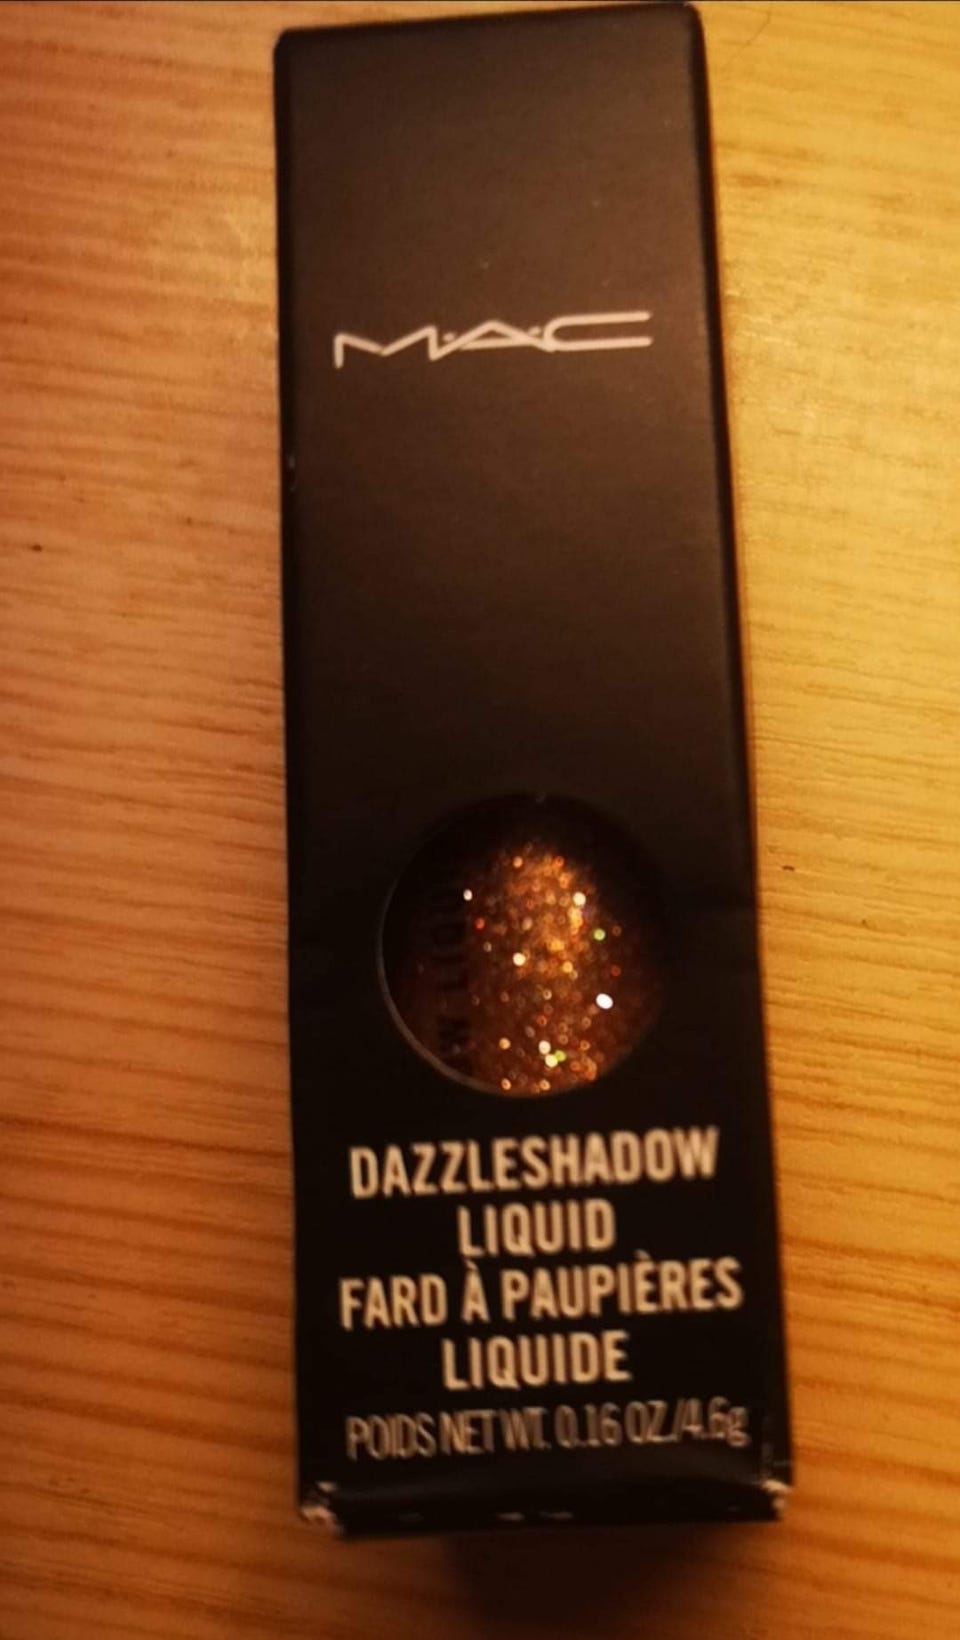 M·A·C
DAZZLESHADOW
LIQUID
FARD À PAUPIÈRES
LIQUIDE
POIDS NET WT. 0.16 OZ./4.6g